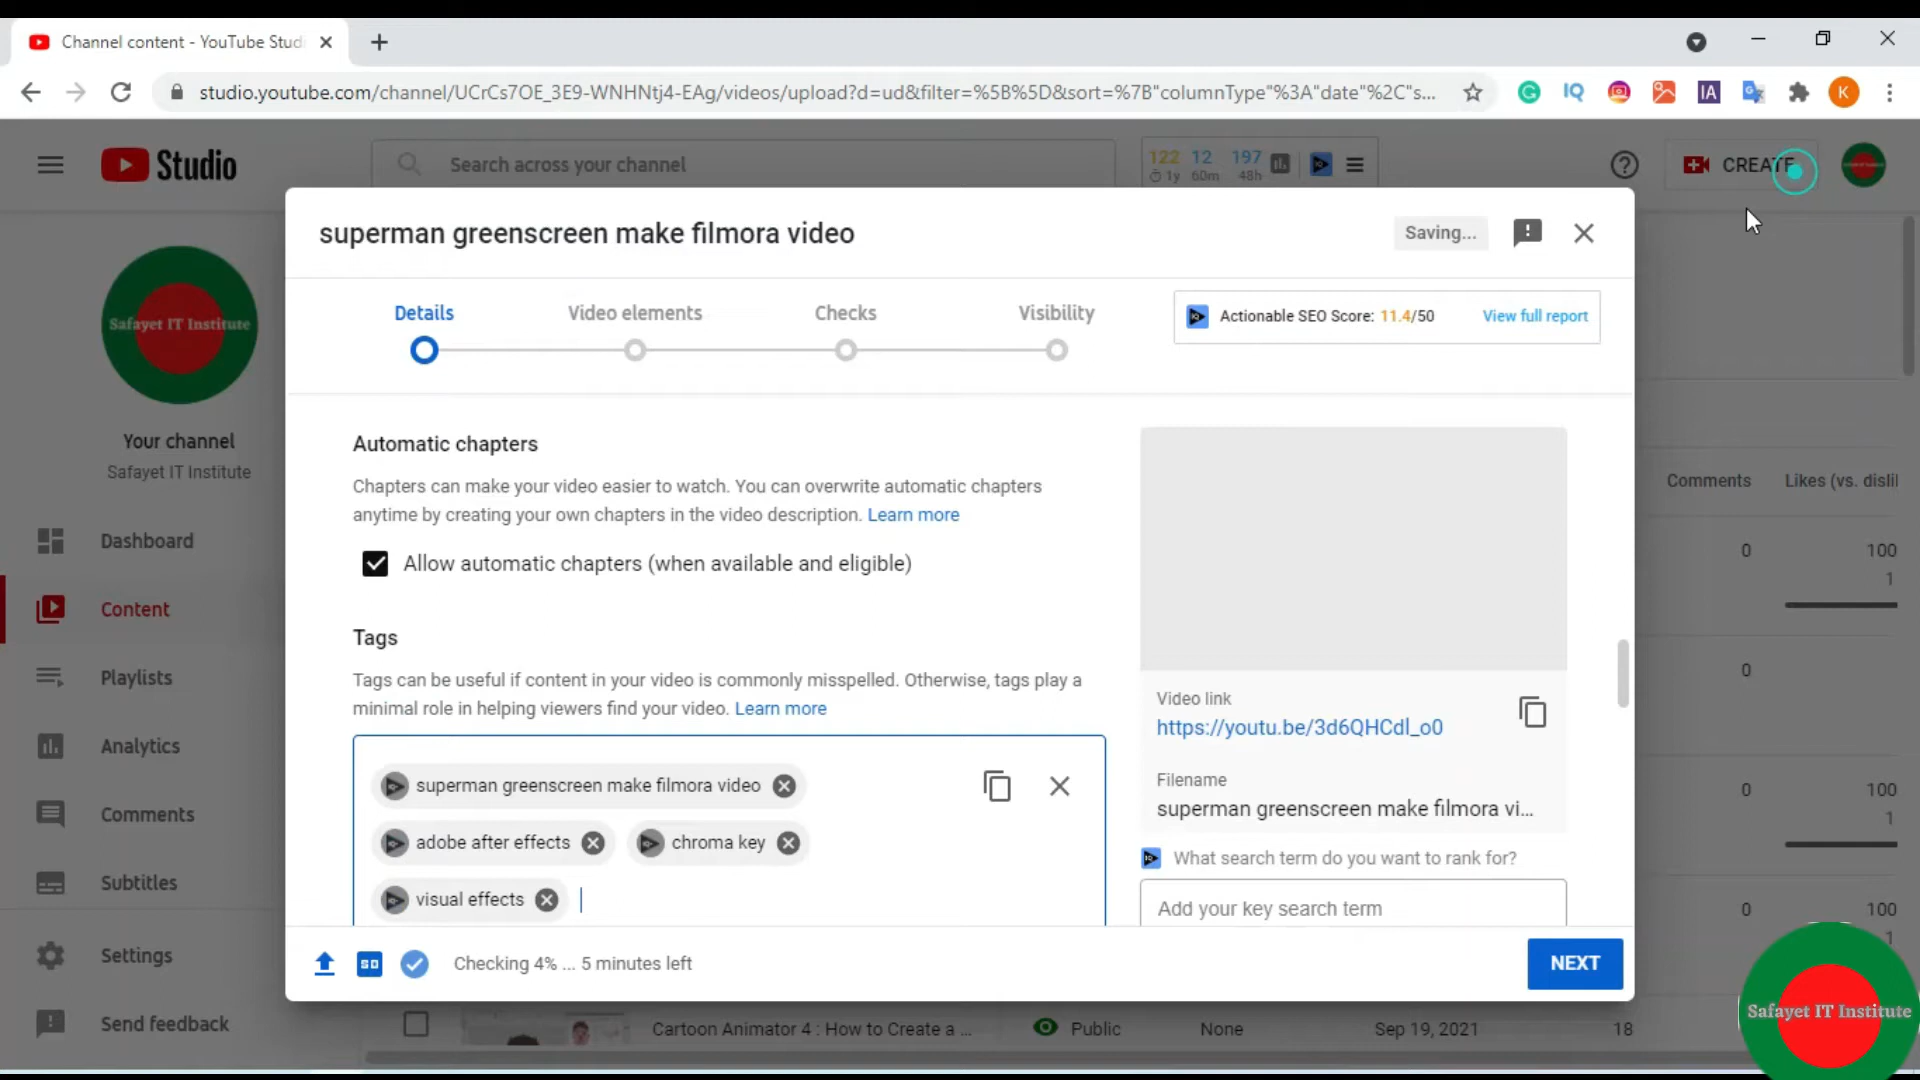 Channel content - YouTube Studi
studio.youtube.com/channel/UCrCs7OE_3E9-WNHNtj4-EAg/videos/upload?d=ud&filter=%5B%5D&sort=%7B"columnType"%3A"date"%2C"s...
IQ
IA
K
Studio
Search across your channel
122 12 197
1y 60m 48h
CREATE
superman greenscreen make filmora video
Saving...
Details
Video elements
Checks
Visibility
Actionable SEO Score: 11.4/50
View full report
Safayet IT Institute
Your channel
Safayet IT Institute
Dashboard
Content
Playlists
Analytics
Comments
Subtitles
Settings
Send feedback
Automatic chapters
Chapters can make your video easier to watch. You can overwrite automatic chapters
anytime by creating your own chapters in the video description. Learn more
Allow automatic chapters (when available and eligible)
Tags
Tags can be useful if content in your video is commonly misspelled. Otherwise, tags play a
minimal role in helping viewers find your video. Learn more
superman greenscreen make filmora video
adobe after effects
chroma key
visual effects
Video link
https://youtu.be/3d6QHCdl_o0
Filename
superman greenscreen make filmora vi...
What search term do you want to rank for?
Add your key search term
SD
Checking 4% ... 5 minutes left
NEXT
Comments
Likes (vs. disli
0
100
1
0
0
100
1
0
100
1
Cartoon Animator 4 : How to Create a ...
Public
None
Sep 19, 2021
18
Safayet IT Institute